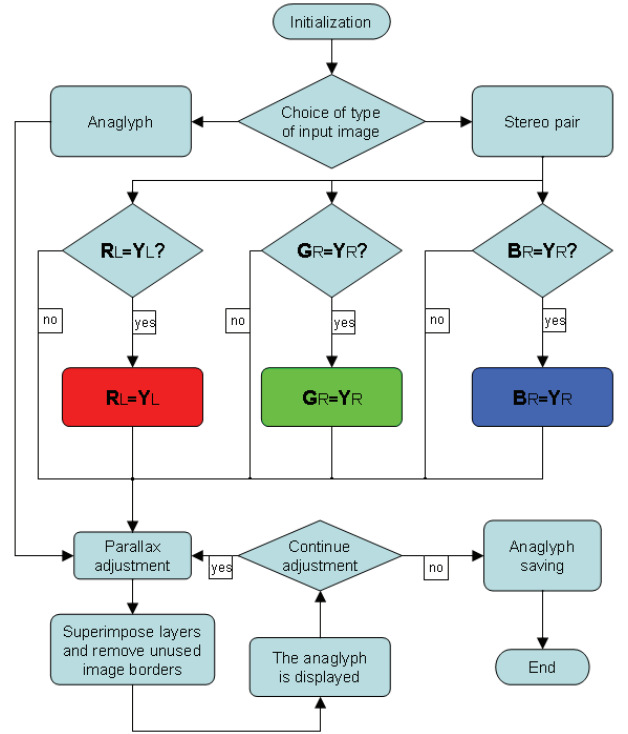 Initialization
Choice of type
of input image
Anaglyph
Stereo pair
RL=YL?
GR=YR?
BR=YR?
no
yes
no
yes
no
yes
RL=YL
GR=YR
BR=YR
Parallax
adjustment
yes
Continue
adjustment
no
Anaglyph
saving
Superimpose layers
and remove unused
image borders
The anaglyph
is displayed
End